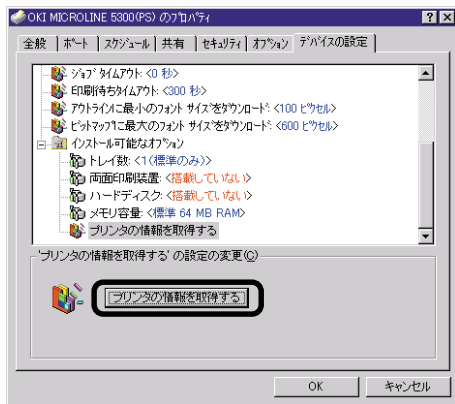 OKI MICROLINE 5300(PS) のプロパティ
全般 ポート スケジュール 共有 セキュリティ オプション デバイスの設定
ジョブ タイムアウト: <0 秒>
印刷待ちタイムアウト: <300 秒>
アウトラインに最小のフォント サイズをダウンロード: <100 ピクセル>
ビットマップに最大のフォント サイズをダウンロード: <600 ピクセル>
インストール可能なオプション
トレイ数: <1(標準のみ)>
両面印刷装置: <搭載していない>
ハードディスク: <搭載していない>
メモリ容量: <標準 64 MB RAM>
プリンタの情報を取得する
'プリンタの情報を取得する' の設定の変更(C)
プリンタの情報を取得する
OK キャンセル